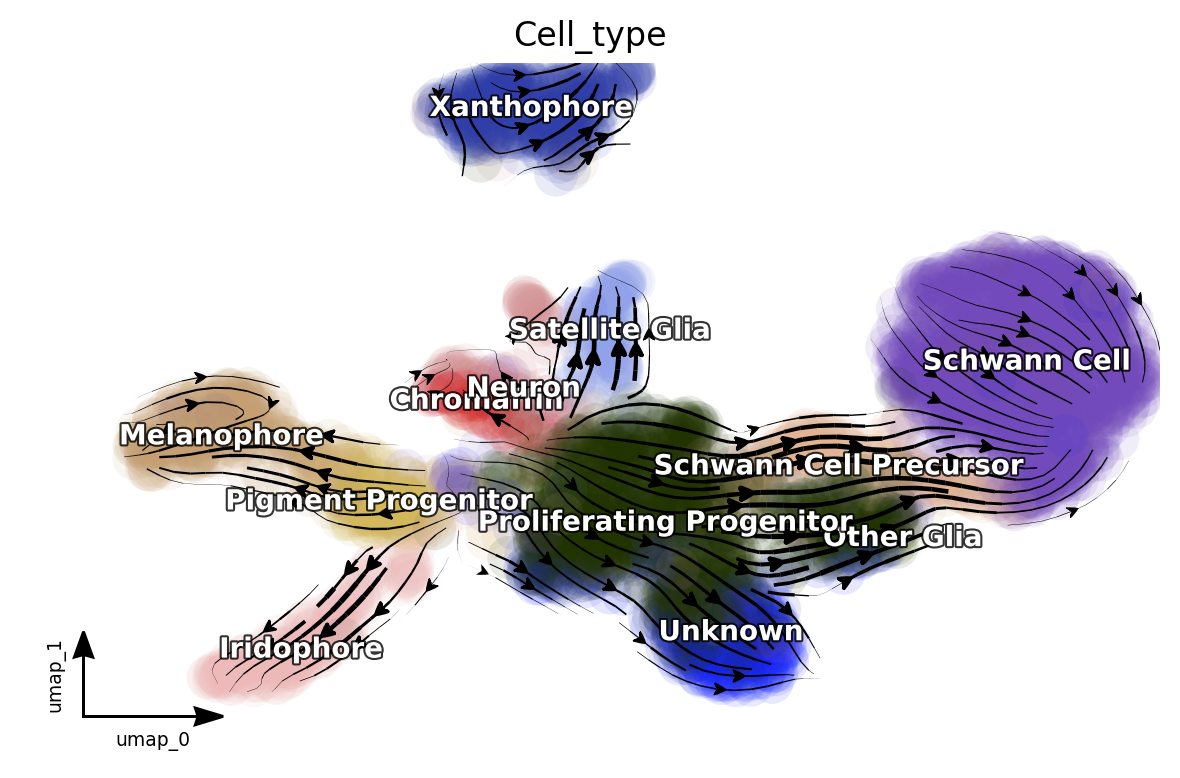 Cell_type
Xanthophore
Satellite Glia
Schwann Cell
Neuron
Chromaffin
Melanophore
Schwann Cell Precursor
Pigment Progenitor
Proliferating Progenitor
Other Glia
Unknown
Iridophore
umap_1
umap_0